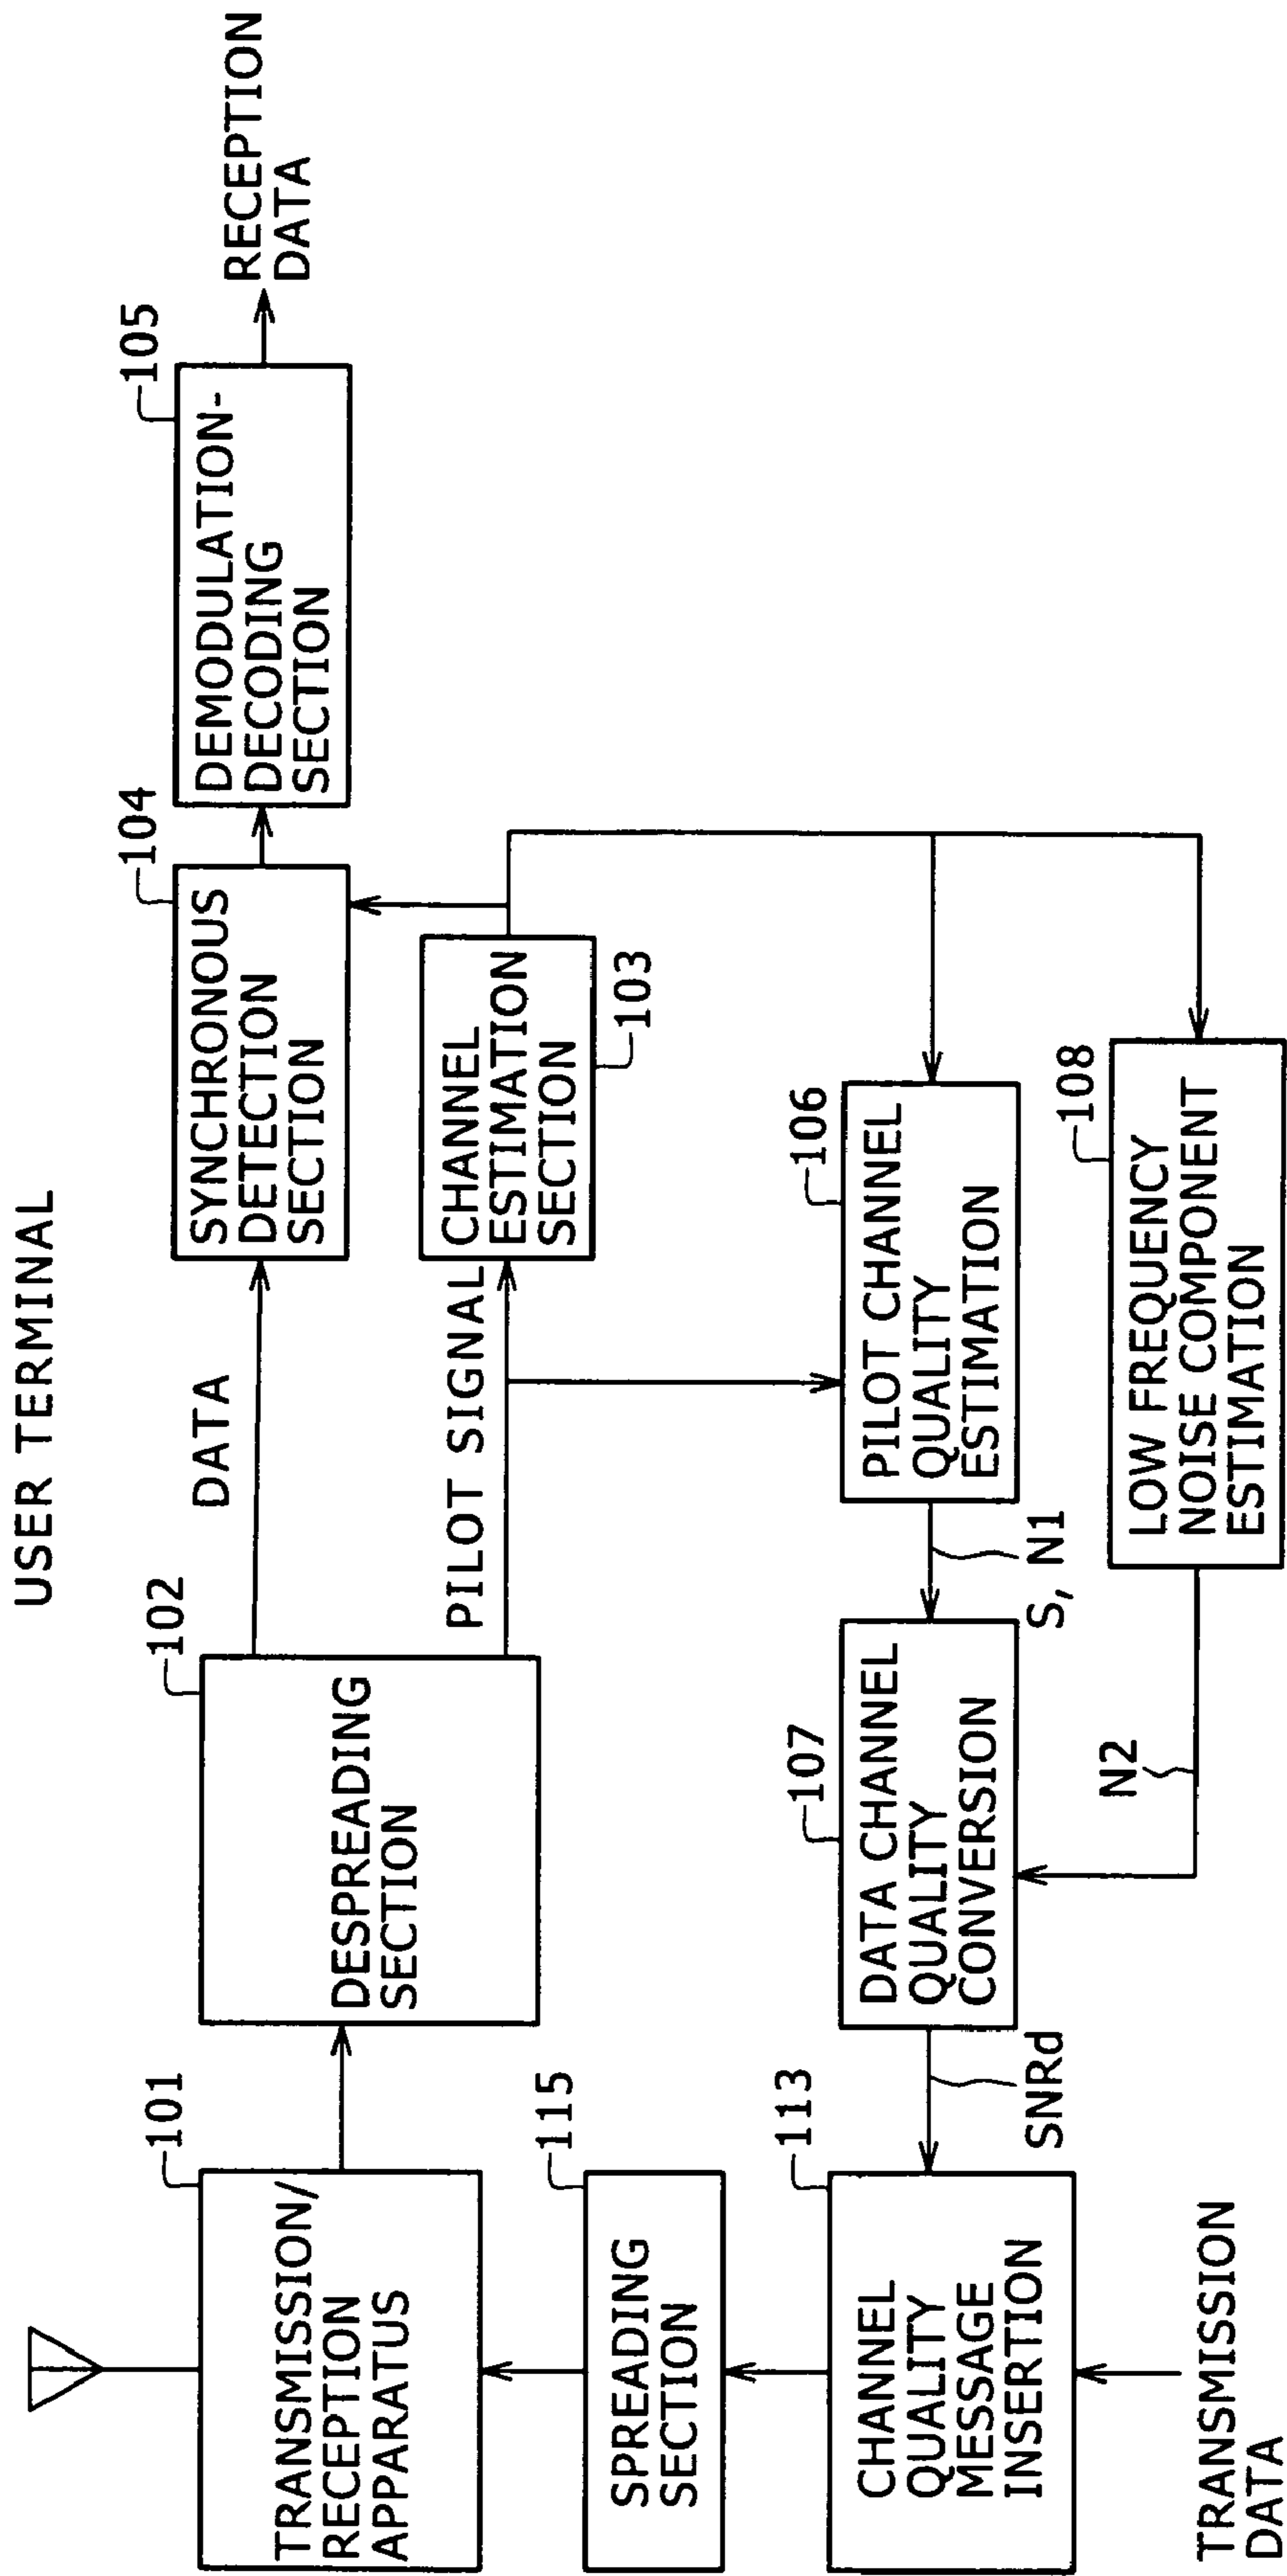 USER TERMINAL
101
TRANSMISSION/
RECEPTION
APPARATUS
102
DESPREADING
SECTION
DATA
PILOT SIGNAL
104
SYNCHRONOUS
DETECTION
SECTION
105
DEMODULATION-
DECODING
SECTION
RECEPTION
DATA
CHANNEL
ESTIMATION
SECTION
103
115
SPREADING
SECTION
113
CHANNEL
QUALITY
MESSAGE
INSERTION
SNRd
107
DATA CHANNEL
QUALITY
CONVERSION
S, N1
106
PILOT CHANNEL
QUALITY
ESTIMATION
N2
108
LOW FREQUENCY
NOISE COMPONENT
ESTIMATION
TRANSMISSION
DATA